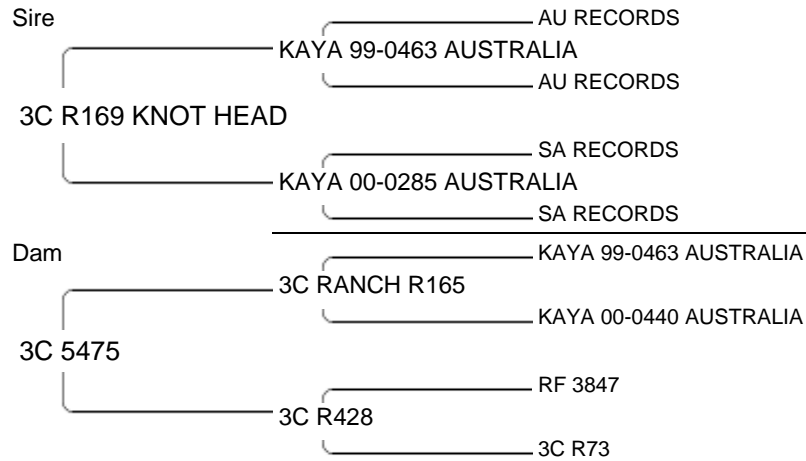 Sire
AU RECORDS
KAYA 99-0463 AUSTRALIA
AU RECORDS
3C R169 KNOT HEAD
SA RECORDS
KAYA 00-0285 AUSTRALIA
SA RECORDS
Dam
KAYA 99-0463 AUSTRALIA
3C RANCH R165
KAYA 00-0440 AUSTRALIA
3C 5475
RF 3847
3C R428
3C R73